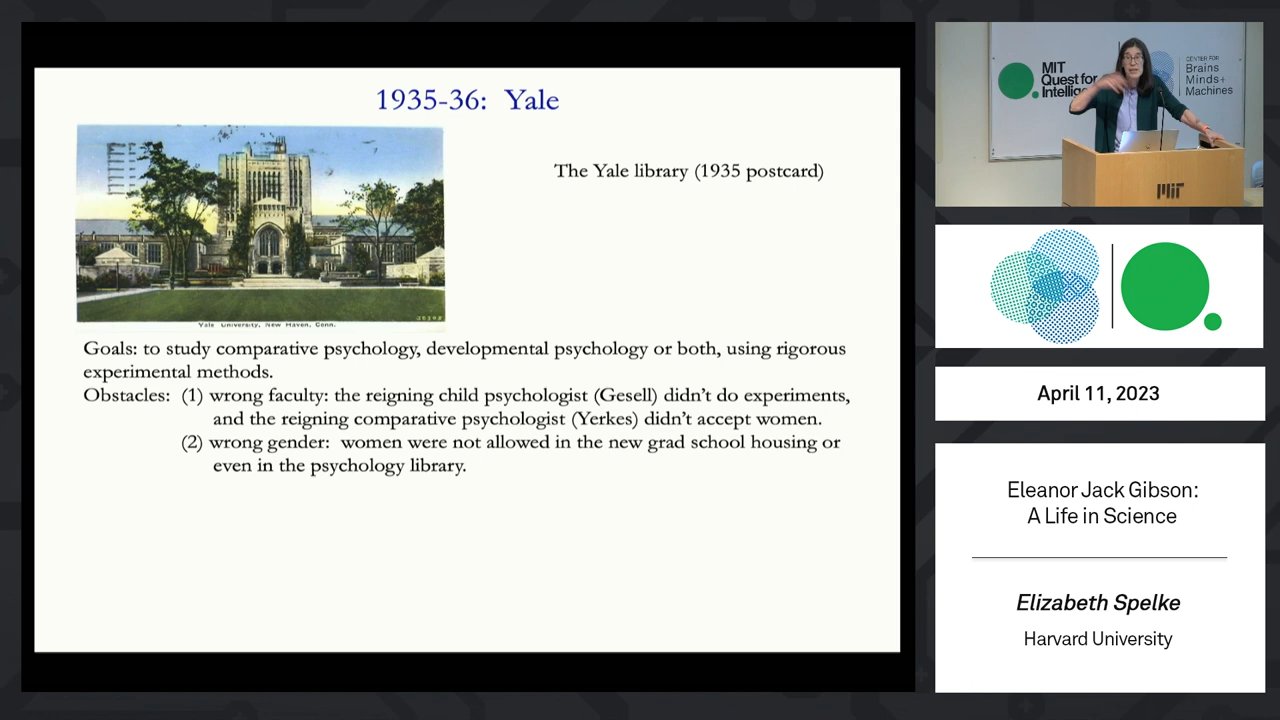 1935-36: Yale
The Yale library (1935 postcard)
Yale University, New Haven, Conn.
Goals: to study comparative psychology, developmental psychology or both, using rigorous
experimental methods.
Obstacles: (1) wrong faculty: the reigning child psychologist (Gesell) didn't do experiments,
and the reigning comparative psychologist (Yerkes) didn't accept women.
(2) wrong gender: women were not allowed in the new grad school housing or
even in the psychology library.
MIT
Quest for
CENTER FOR
Brains
Minds+
Machines
MIT
April 11, 2023
Eleanor Jack Gibson:
A Life in Science
Elizabeth Spelke
Harvard University